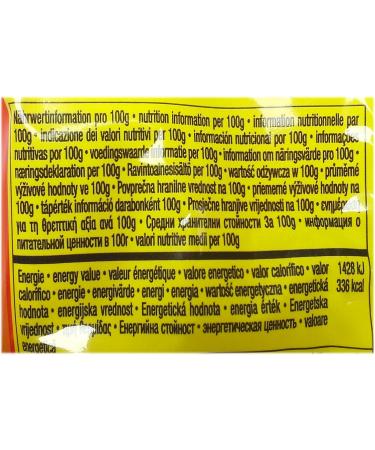 Nährwertinformation pro 100g • nutrition information per 100g • information nutritionnelle par
100g • Indicazione dei valori nutritivi per 100g • información nutricional por 100g • informações
nutritivas por 100g • voedingswaarde informatie per 100g • information om näringsvärde pro 100g •
næringsdeklaration per 100g • Ravintoainesisältö per 100g • wartość odżywcza w 100g • průměrné
výživové hodnoty ve 100g • Povprečna hranilne vrednost na 100g • priemerné výživové hodnoty na
100g • tápérték információ darabonként 100g • Prosječne hranjive vrijednosti na 100g • ενημέρωση
για τη θρεπτική αξία ανά 100g • Средни хранителни стойности за 100g • информация о
питательной ценности в 100г • valori nutritive medii per 100g
Energie • energy value • valeur énergétique • valore energetico • valor calorífico • valor 1428 kJ
calorífico • energie • energivärde • energi • energia • wartość energetyczna • energetická 336 kcal
hodnota • energijska vrednost • Energetická hodnota • energia érték • Energetska
vrijednost • Енергийна стойност • энергетическая ценность • valoare
energetica